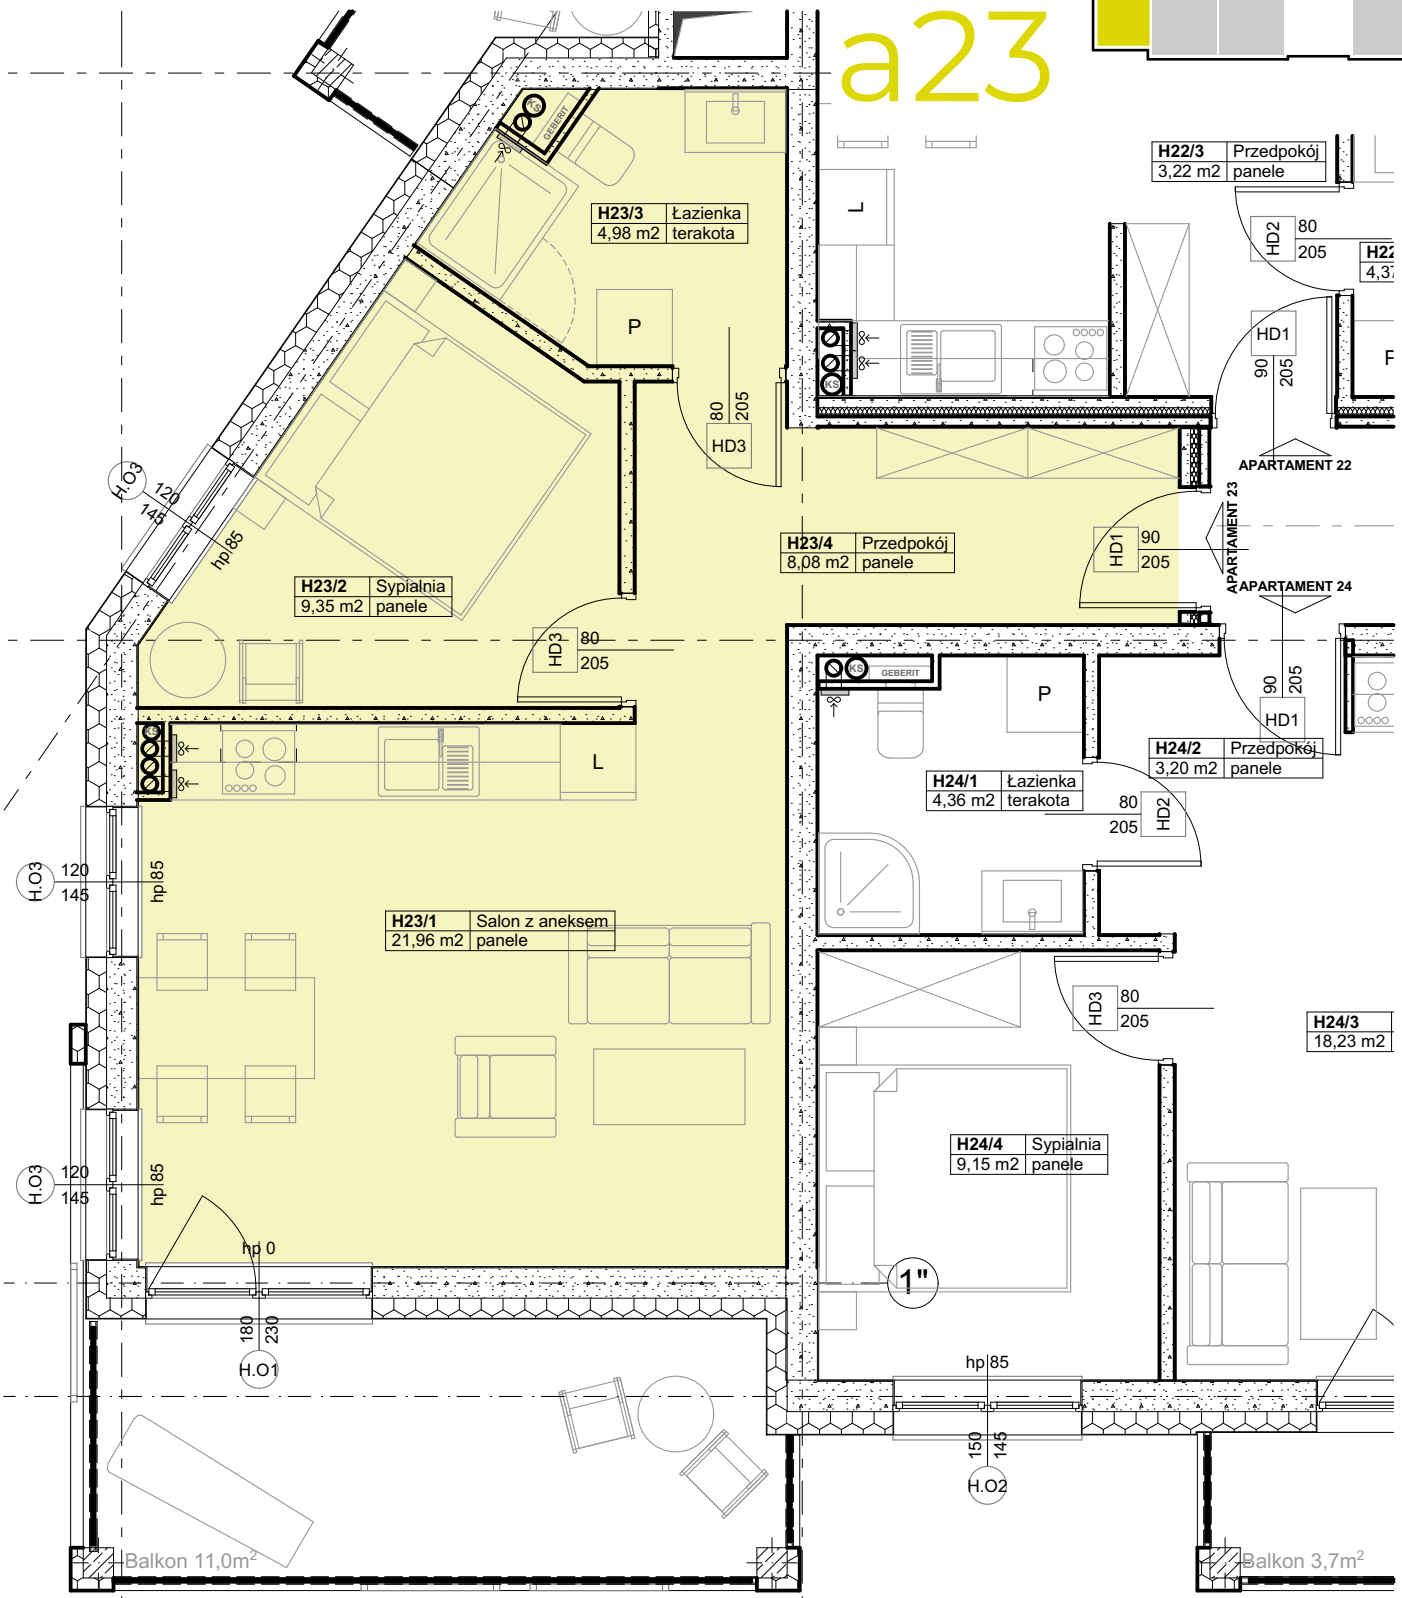 a23
KS
GEBERIT
H23/3 Łazienka
4,98 m2 terakota
P
80
205
HD3
L
KS
H22/3 Przedpokój
3,22 m2 panele
HD2
80
205
H22
4,37
HD1
90
205
APARTAMENT 22
APARTAMENT 23
APARTAMENT 24
H.O3
120
145
hp 85
H23/2 Sypialnia
9,35 m2 panele
HD3
80
205
H23/4 Przedpokój
8,08 m2 panele
HD1
90
205
KS
GEBERIT
P
90
205
HD1
H24/2 Przedpokój
3,20 m2 panele
H24/1 Łazienka
4,36 m2 terakota
80
205
HD2
KS
L
H.O3
120
145
hp 85
H23/1 Salon z aneksem
21,96 m2 panele
HD3
80
205
H24/3
18,23 m2
H24/4 Sypialnia
9,15 m2 panele
H.O3
120
145
hp 85
hp 0
180
230
H.O1
1"
hp 85
150
145
H.O2
Balkon 11,0m²
Balkon 3,7m²